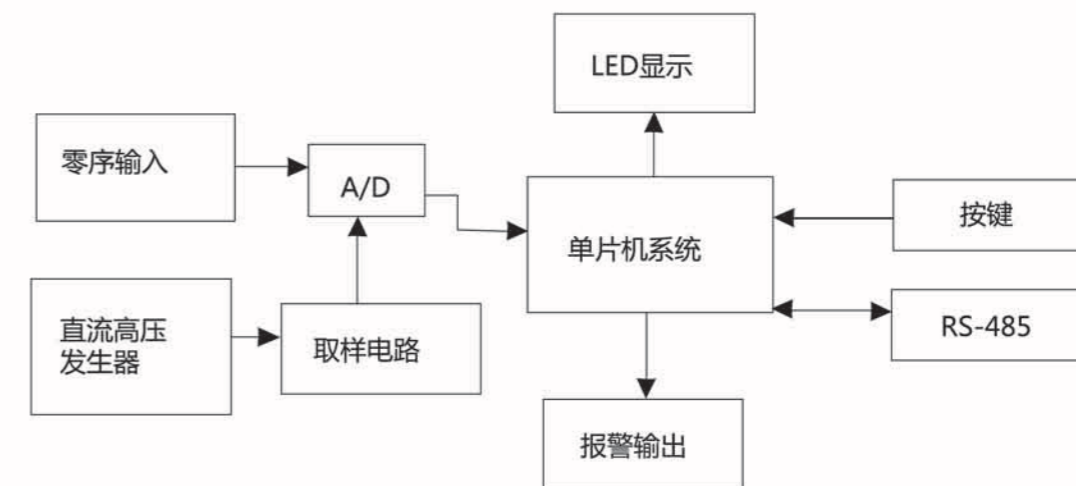 LED显示
零序输入
A/D
按键
单片机系统
直流高压
发生器
取样电路
RS-485
报警输出